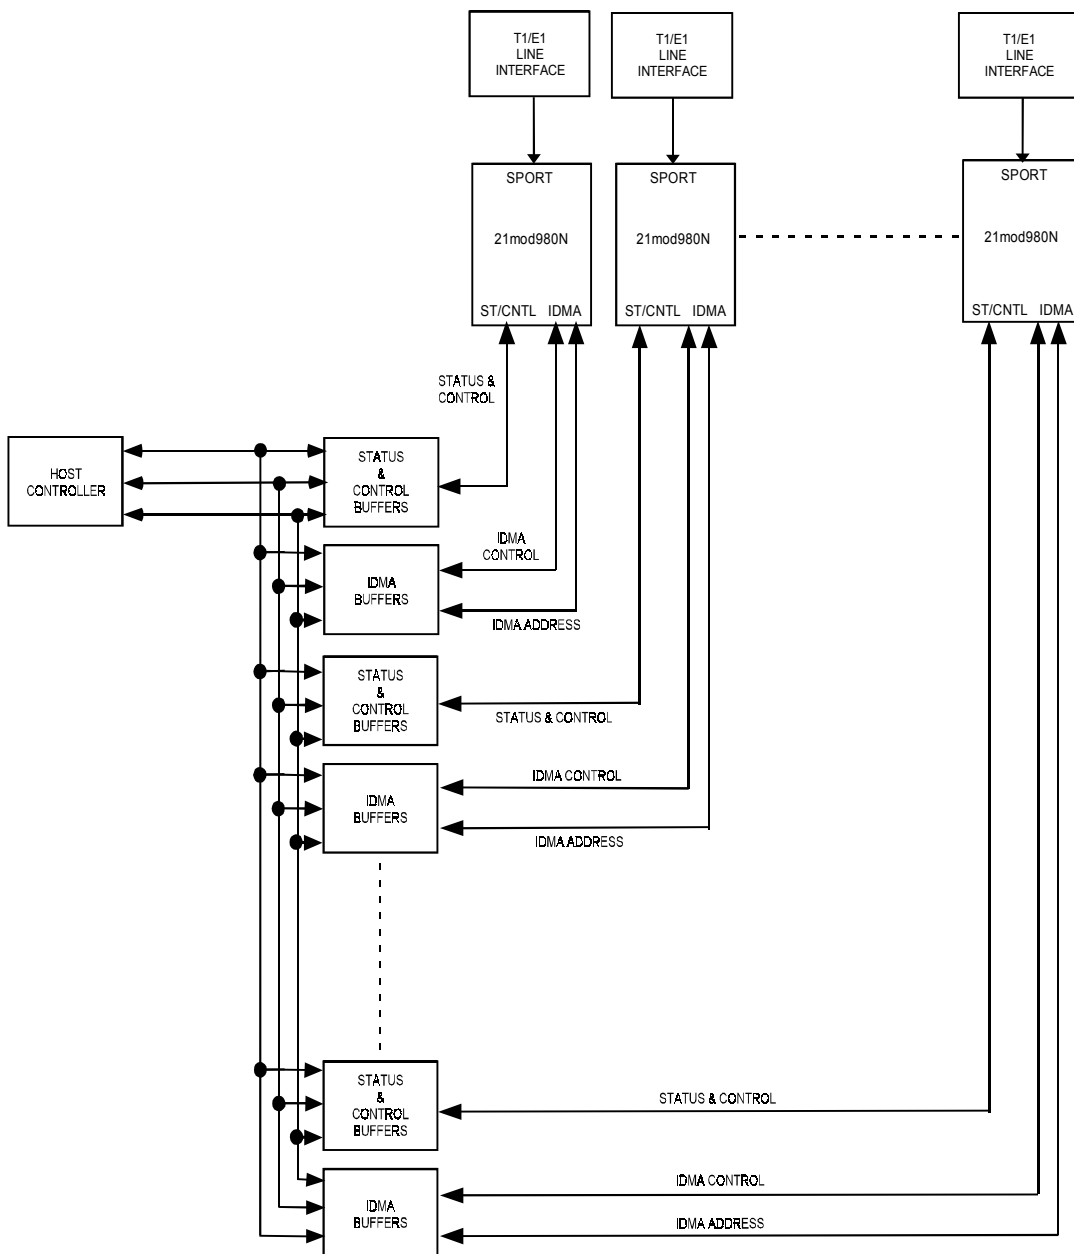 T1/E1
LINE
INTERFACE
T1/E1
LINE
INTERFACE
T1/E1
LINE
INTERFACE
SPORT
21mod980N
ST/CNTL IDMA
SPORT
21mod980N
ST/CNTL IDMA
SPORT
21mod980N
ST/CNTL IDMA
STATUS &
CONTROL
HOST
CONTROLLER
STATUS
&
CONTROL
BUFFERS
IDMA
CONTROL
IDMA
BUFFERS
IDMA ADDRESS
STATUS
&
CONTROL
BUFFERS
STATUS & CONTROL
IDMA CONTROL
IDMA
BUFFERS
IDMA ADDRESS
STATUS
&
CONTROL
BUFFERS
STATUS & CONTROL
IDMA CONTROL
IDMA
BUFFERS
IDMA ADDRESS